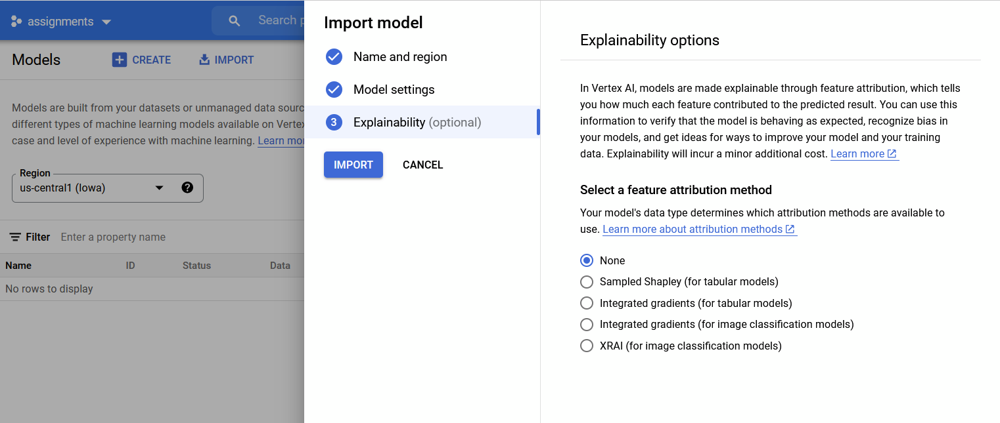 assignments
Search
Models
CREATE
IMPORT
Models are built from your datasets or unmanaged data sourc
different types of machine learning models available on Vertex
case and level of experience with machine learning. Learn mor
Region
us-central1 (Iowa)
?
Filter
Enter a property name
Name ID Status Data
No rows to display
Import model
Name and region
Model settings
3 Explainability (optional)
IMPORT CANCEL
Explainability options
In Vertex AI, models are made explainable through feature attribution, which tells
you how much each feature contributed to the predicted result. You can use this
information to verify that the model is behaving as expected, recognize bias in
your models, and get ideas for ways to improve your model and your training
data. Explainability will incur a minor additional cost. Learn more
Select a feature attribution method
Your model's data type determines which attribution methods are available to
use. Learn more about attribution methods
None
Sampled Shapley (for tabular models)
Integrated gradients (for tabular models)
Integrated gradients (for image classification models)
XRAI (for image classification models)